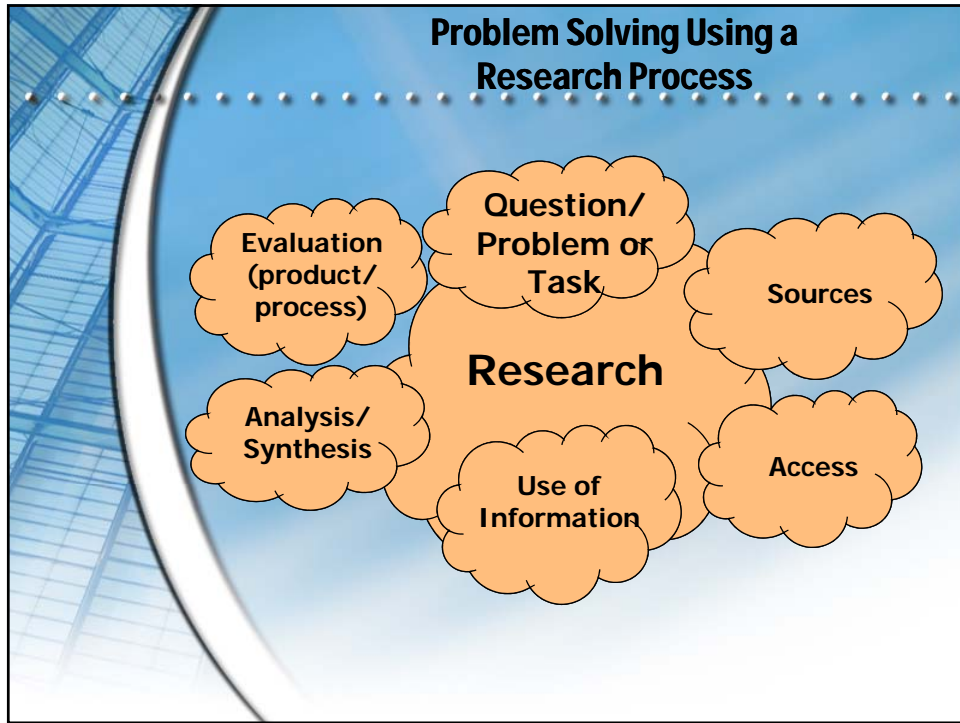 Problem Solving Using a
Research Process
Question/
Problem or
Task
Evaluation
(product/
process)
Sources
Research
Analysis/
Synthesis
Access
Use of
Information